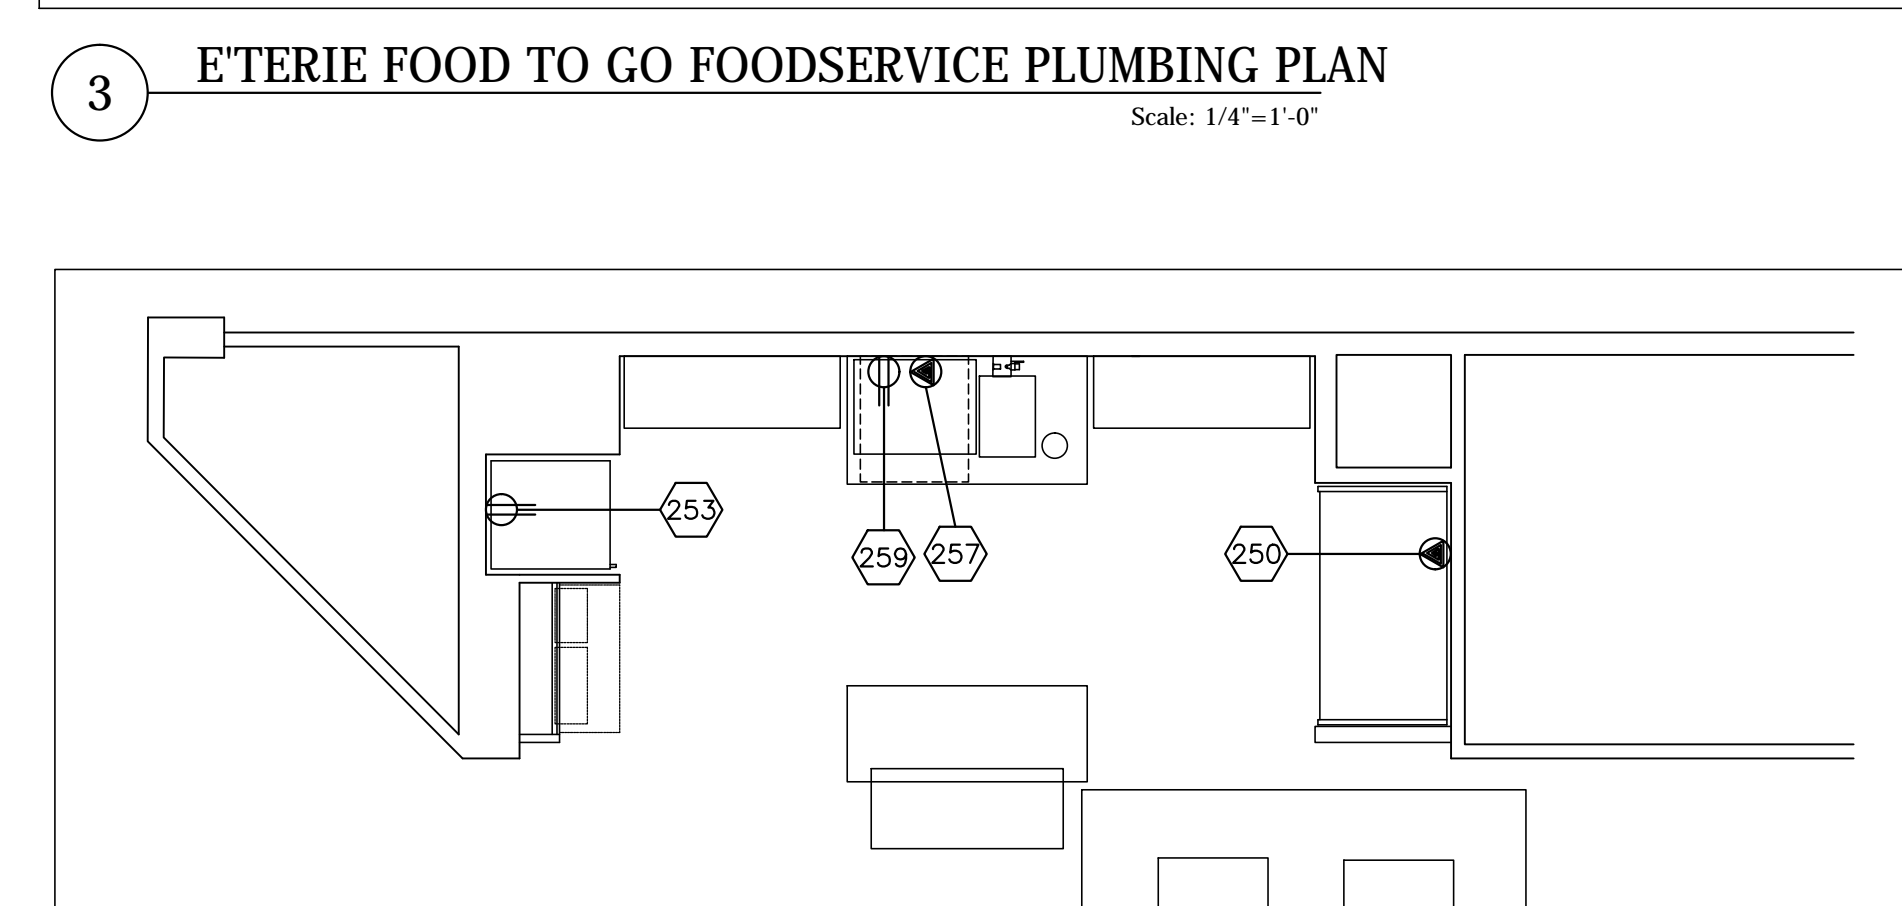 3
E'TERIE FOOD TO GO FOODSERVICE PLUMBING PLAN
Scale: 1/4"=1'-0"
253
259
257
250